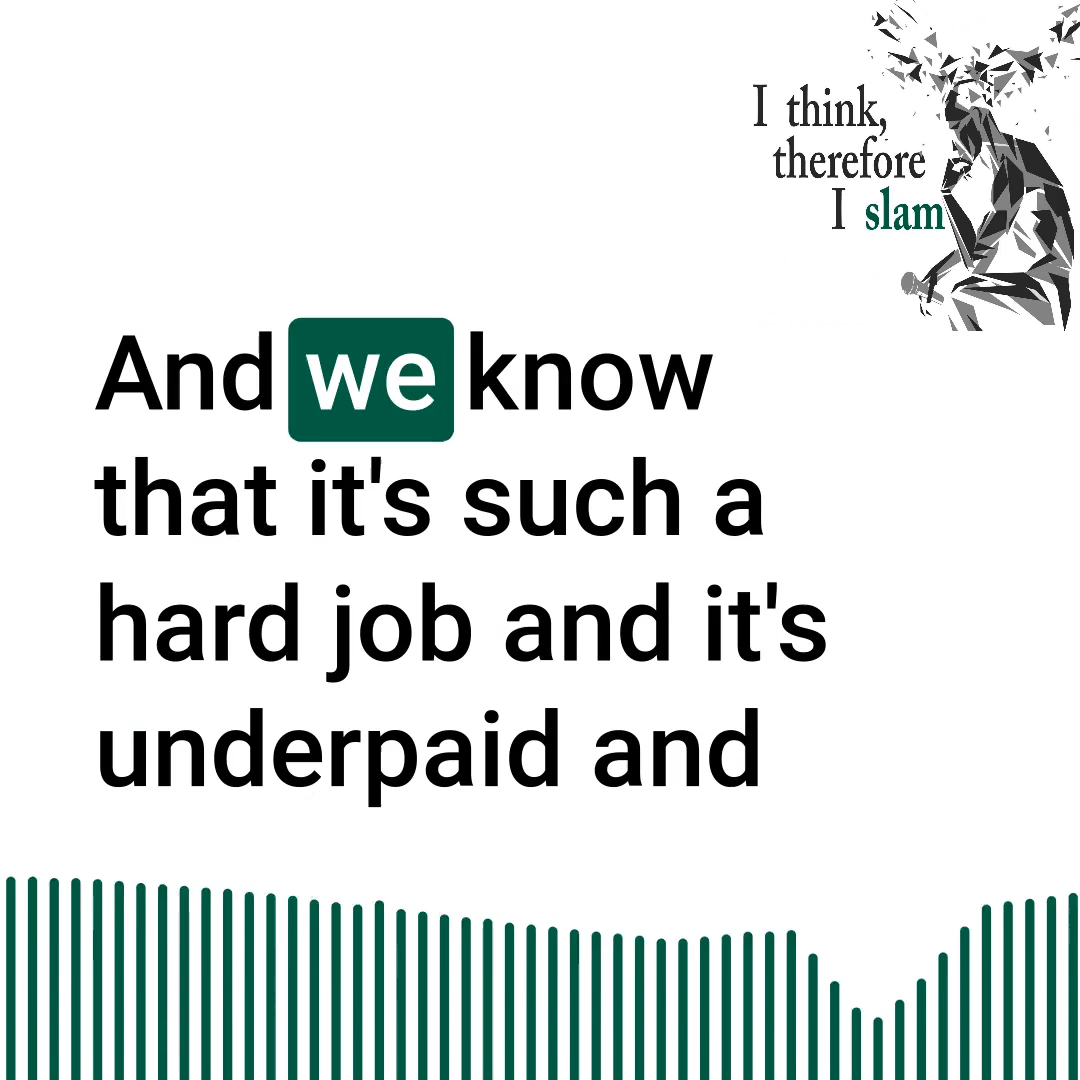 I think,
therefore
I slam
And we know
that it's such a
hard job and it's
underpaid and